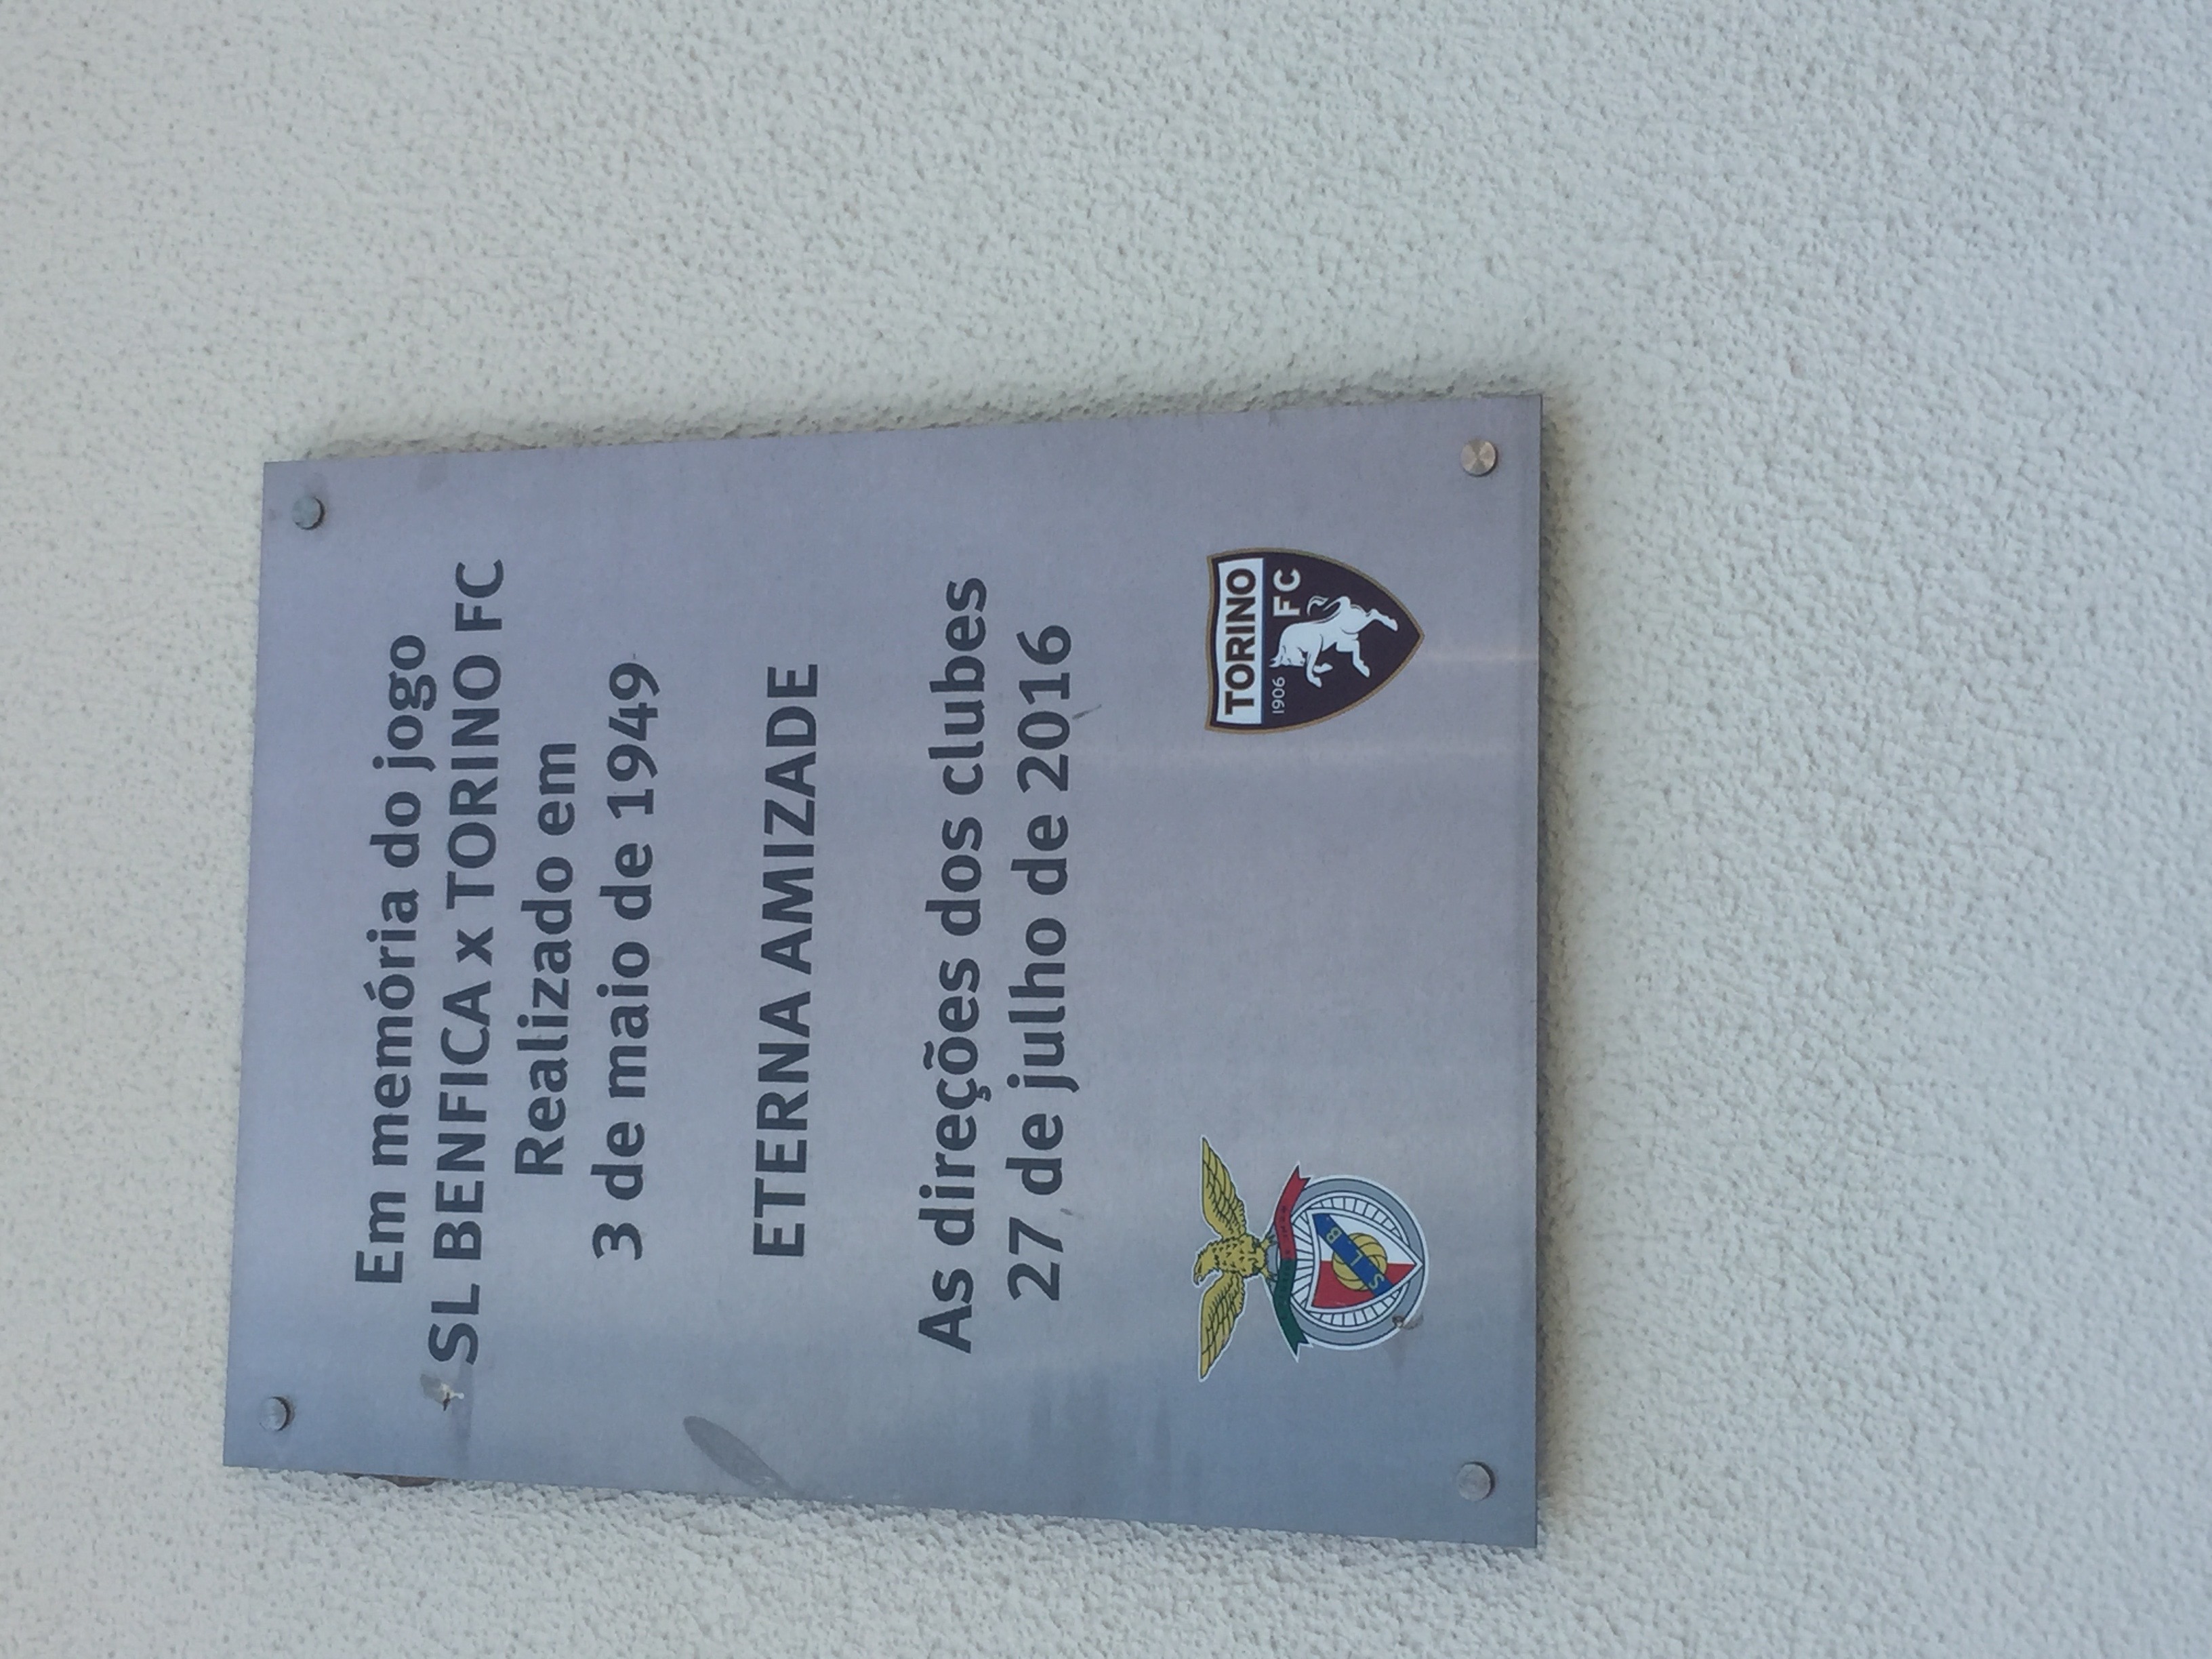 Em memória do jogo
SL BENFICA x TORINO FC
Realizado em
3 de maio de 1949
ETERNA AMIZADE
As direções dos clubes
27 de julho de 2016
SLB
TORINO
1906 FC